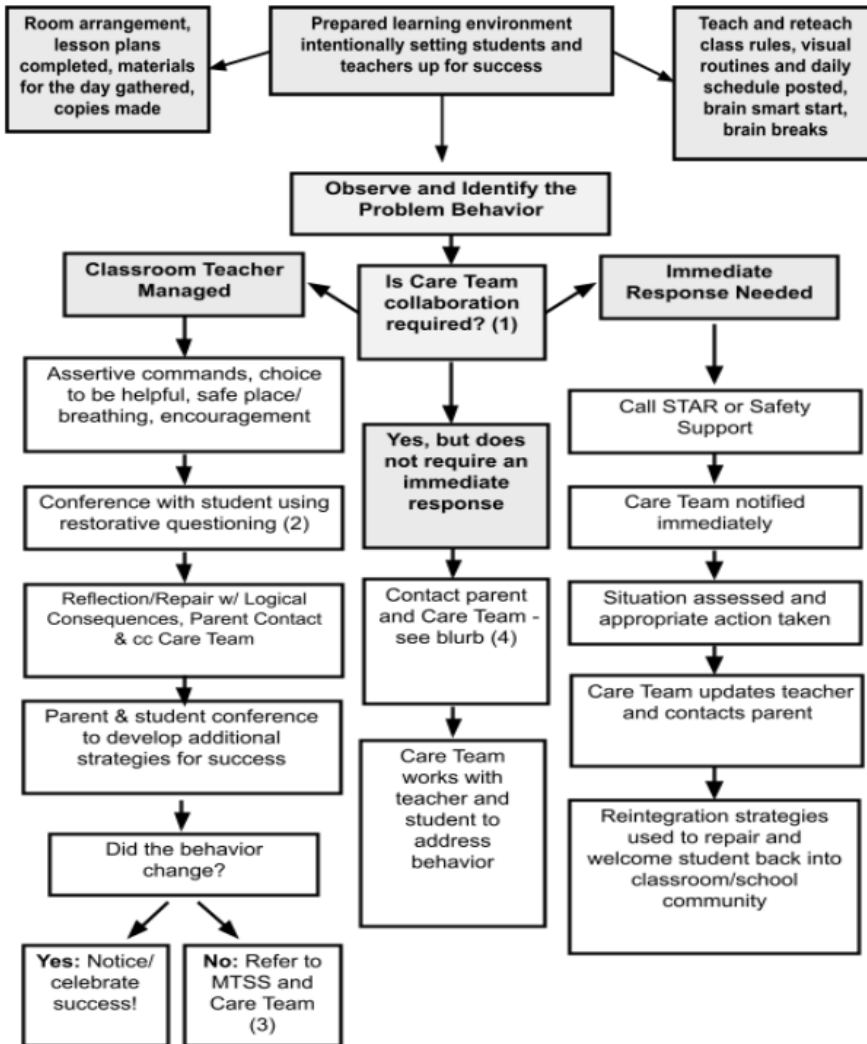 Room arrangement,
lesson plans
completed, materials
for the day gathered,
copies made
Prepared learning environment
intentionally setting students and
teachers up for success
Teach and reteach
class rules, visual
routines and daily
schedule posted,
brain smart start,
brain breaks
Observe and Identify the
Problem Behavior
Classroom Teacher
Managed
Is Care Team
collaboration
required? (1)
Immediate
Response Needed
Assertive commands, choice
to be helpful, safe place/
breathing, encouragement
Conference with student using
restorative questioning (2)
Reflection/Repair w/ Logical
Consequences, Parent Contact
& cc Care Team
Parent & student conference
to develop additional
strategies for success
Did the behavior
change?
Yes: Notice/
celebrate
success!
No: Refer to
MTSS and
Care Team
(3)
Yes, but does
not require an
immediate
response
Contact parent
and Care Team -
see blurb (4)
Care Team
works with
teacher and
student to
address
behavior
Call STAR or Safety
Support
Care Team notified
immediately
Situation assessed and
appropriate action taken
Care Team updates teacher
and contacts parent
Reintegration strategies
used to repair and
welcome student back into
classroom/school
community